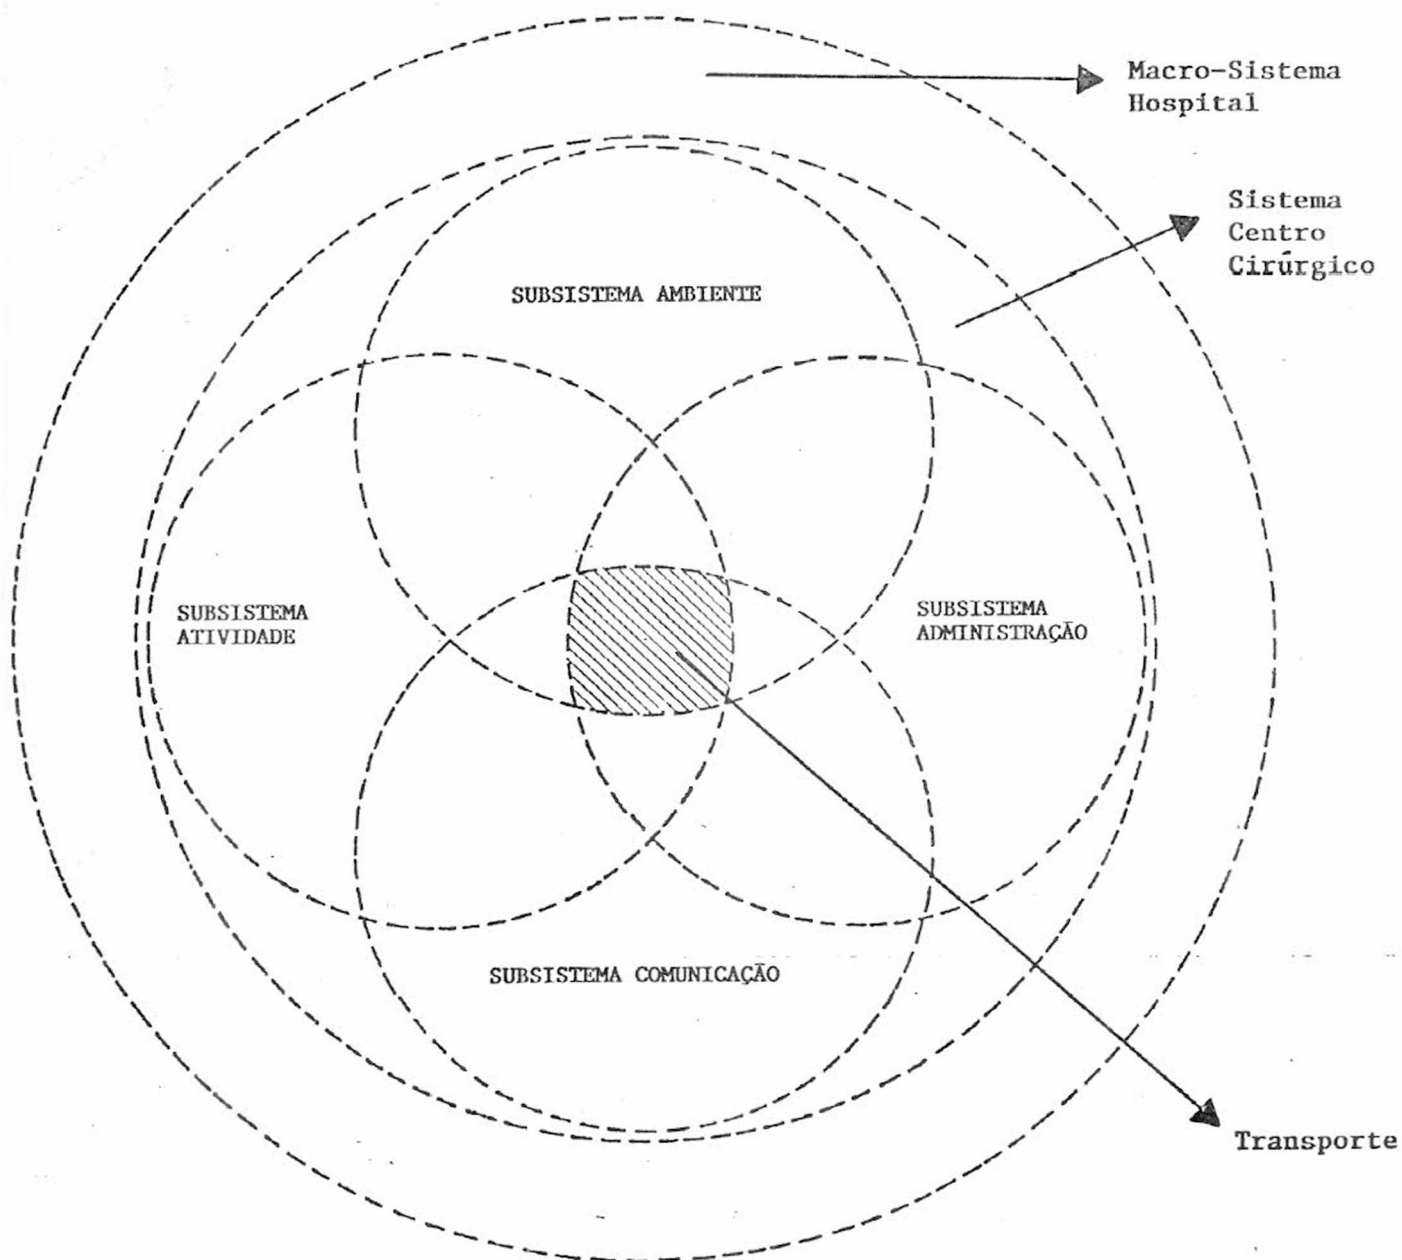 Macro-Sistema
Hospital
Sistema
Centro
Cirúrgico
SUBSISTEMA AMBIENTE
SUBSISTEMA
ATIVIDADE
SUBSISTEMA
ADMINISTRAÇÃO
SUBSISTEMA COMUNICAÇÃO
Transporte